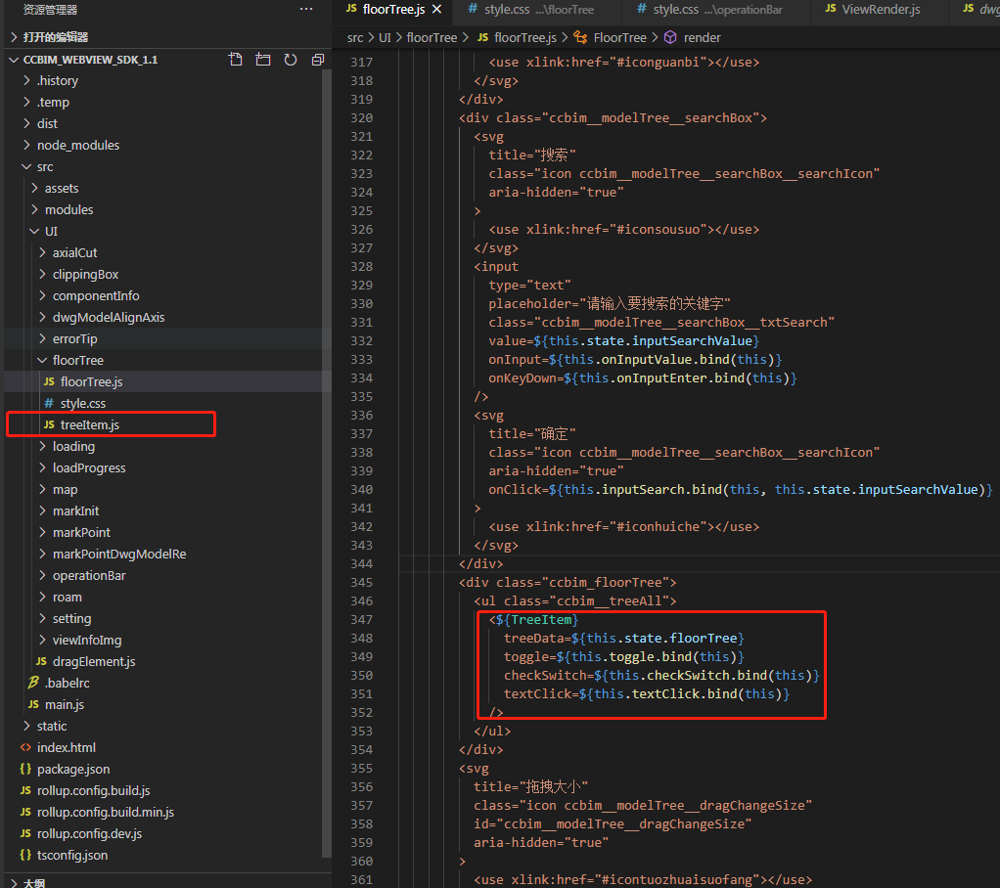 资源管理器
···
打开的编辑器
CCBIM_WEBVIEW_SDK_1.1
.history
.temp
dist
node_modules
src
assets
modules
UI
axialCut
clippingBox
componentInfo
dwgModelAlignAxis
errorTip
floorTree
JS floorTree.js
# style.css
JS treeItem.js
loading
loadProgress
map
markInit
markPoint
markPointDwgModelRe
operationBar
roam
setting
viewInfoImg
JS dragElement.js
.babelrc
JS main.js
static
<> index.html
{} package.json
JS rollup.config.build.js
JS rollup.config.build.min.js
JS rollup.config.dev.js
{} tsconfig.json
大纲
JS floorTree.js
# style.css ...\floorTree
# style.css ...\operationBar
JS ViewRender.js
JS dwg
src > UI > floorTree > JS floorTree.js > FloorTree > render
317 <use xlink:href="#iconguanbi"></use>
318 </svg>
319 </div>
320 <div class="ccbim__modelTree__searchBox">
321 <svg
322 title="搜索"
323 class="icon ccbim__modelTree__searchBox__searchIcon"
324 aria-hidden="true"
325 >
326 <use xlink:href="#iconsousuo"></use>
327 </svg>
328 <input
329 type="text"
330 placeholder="请输入要搜索的关键字"
331 class="ccbim__modelTree__searchBox__txtSearch"
332 value=${this.state.inputSearchValue}
333 onInput=${this.onInputValue.bind(this)}
334 onKeyDown=${this.onInputEnter.bind(this)}
335 />
336 <svg
337 title="确定"
338 class="icon ccbim__modelTree__searchBox__searchIcon"
339 aria-hidden="true"
340 onClick=${this.inputSearch.bind(this, this.state.inputSearchValue)}
341 >
342 <use xlink:href="#iconhuiche"></use>
343 </svg>
344 </div>
345 <div class="ccbim_floorTree">
346 <ul class="ccbim__treeAll">
347 <${TreeItem}
348 treeData=${this.state.floorTree}
349 toggle=${this.toggle.bind(this)}
350 checkSwitch=${this.checkSwitch.bind(this)}
351 textClick=${this.textClick.bind(this)}
352 />
353 </ul>
354 </div>
355 <svg
356 title="拖拽大小"
357 class="icon ccbim__modelTree__dragChangeSize"
358 id="ccbim__modelTree__dragChangeSize"
359 aria-hidden="true"
360 >
361 <use xlink:href="#icontuozhuaisuofang"></use>